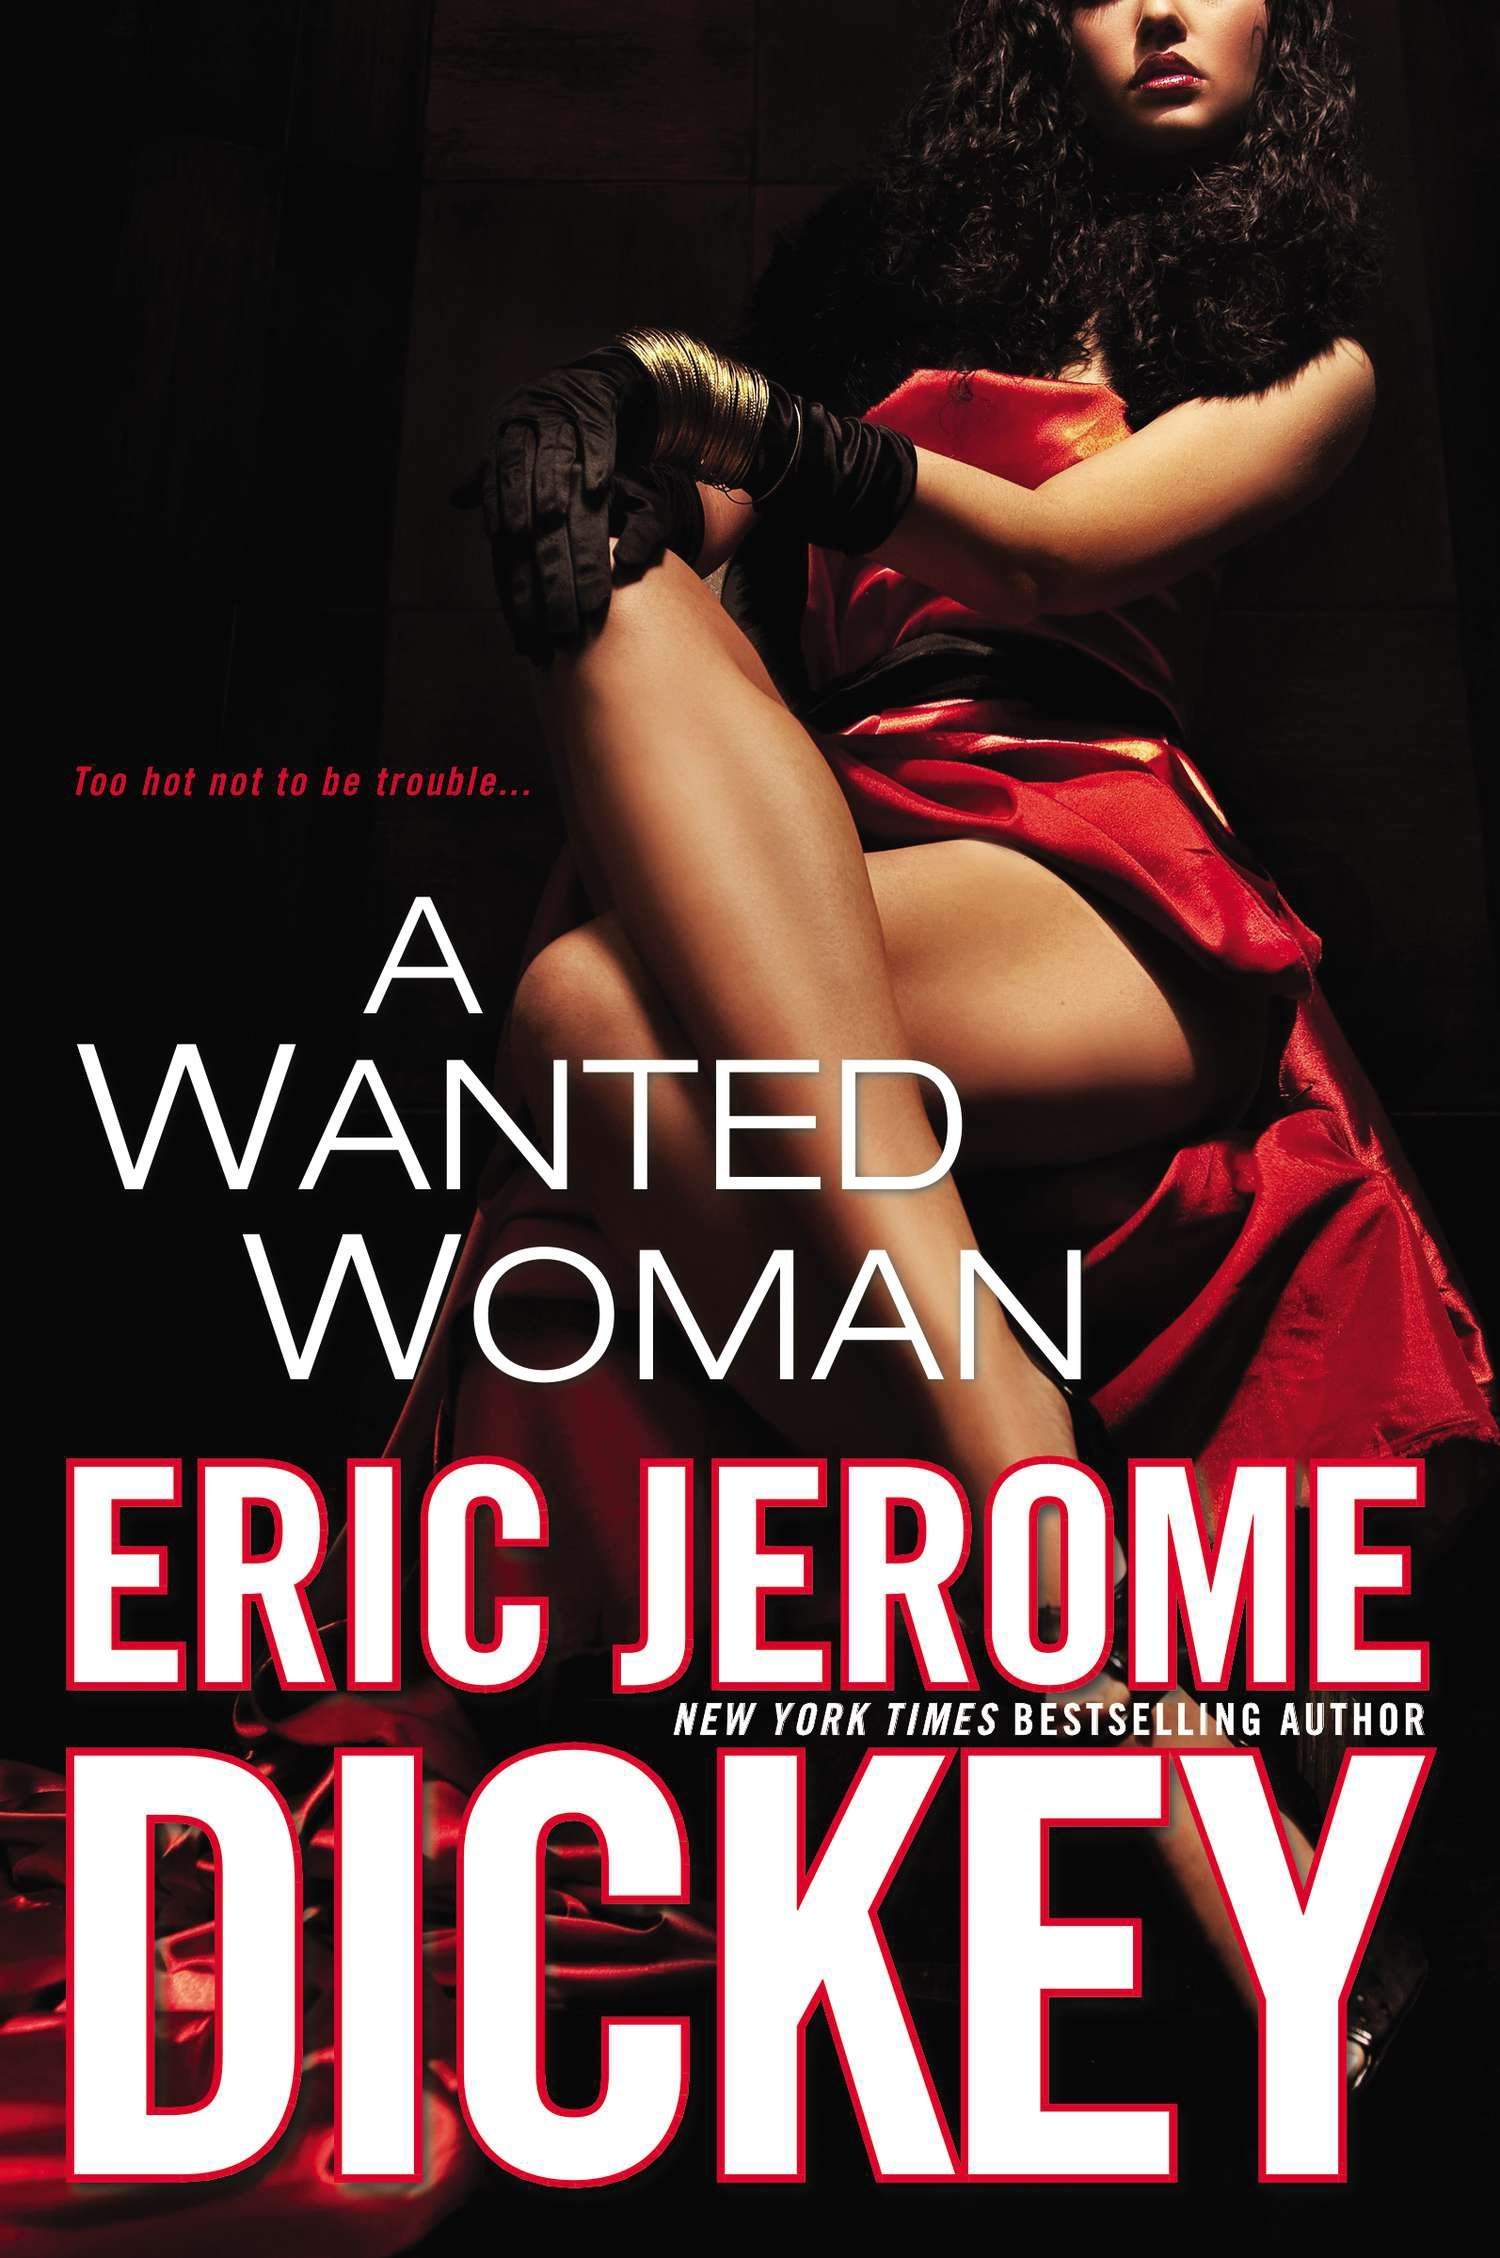 Too hot not to be trouble...
A
WANTED
WOMAN
ERIC JEROME
NEW YORK TIMES BESTSELLING AUTHOR
DICKEY